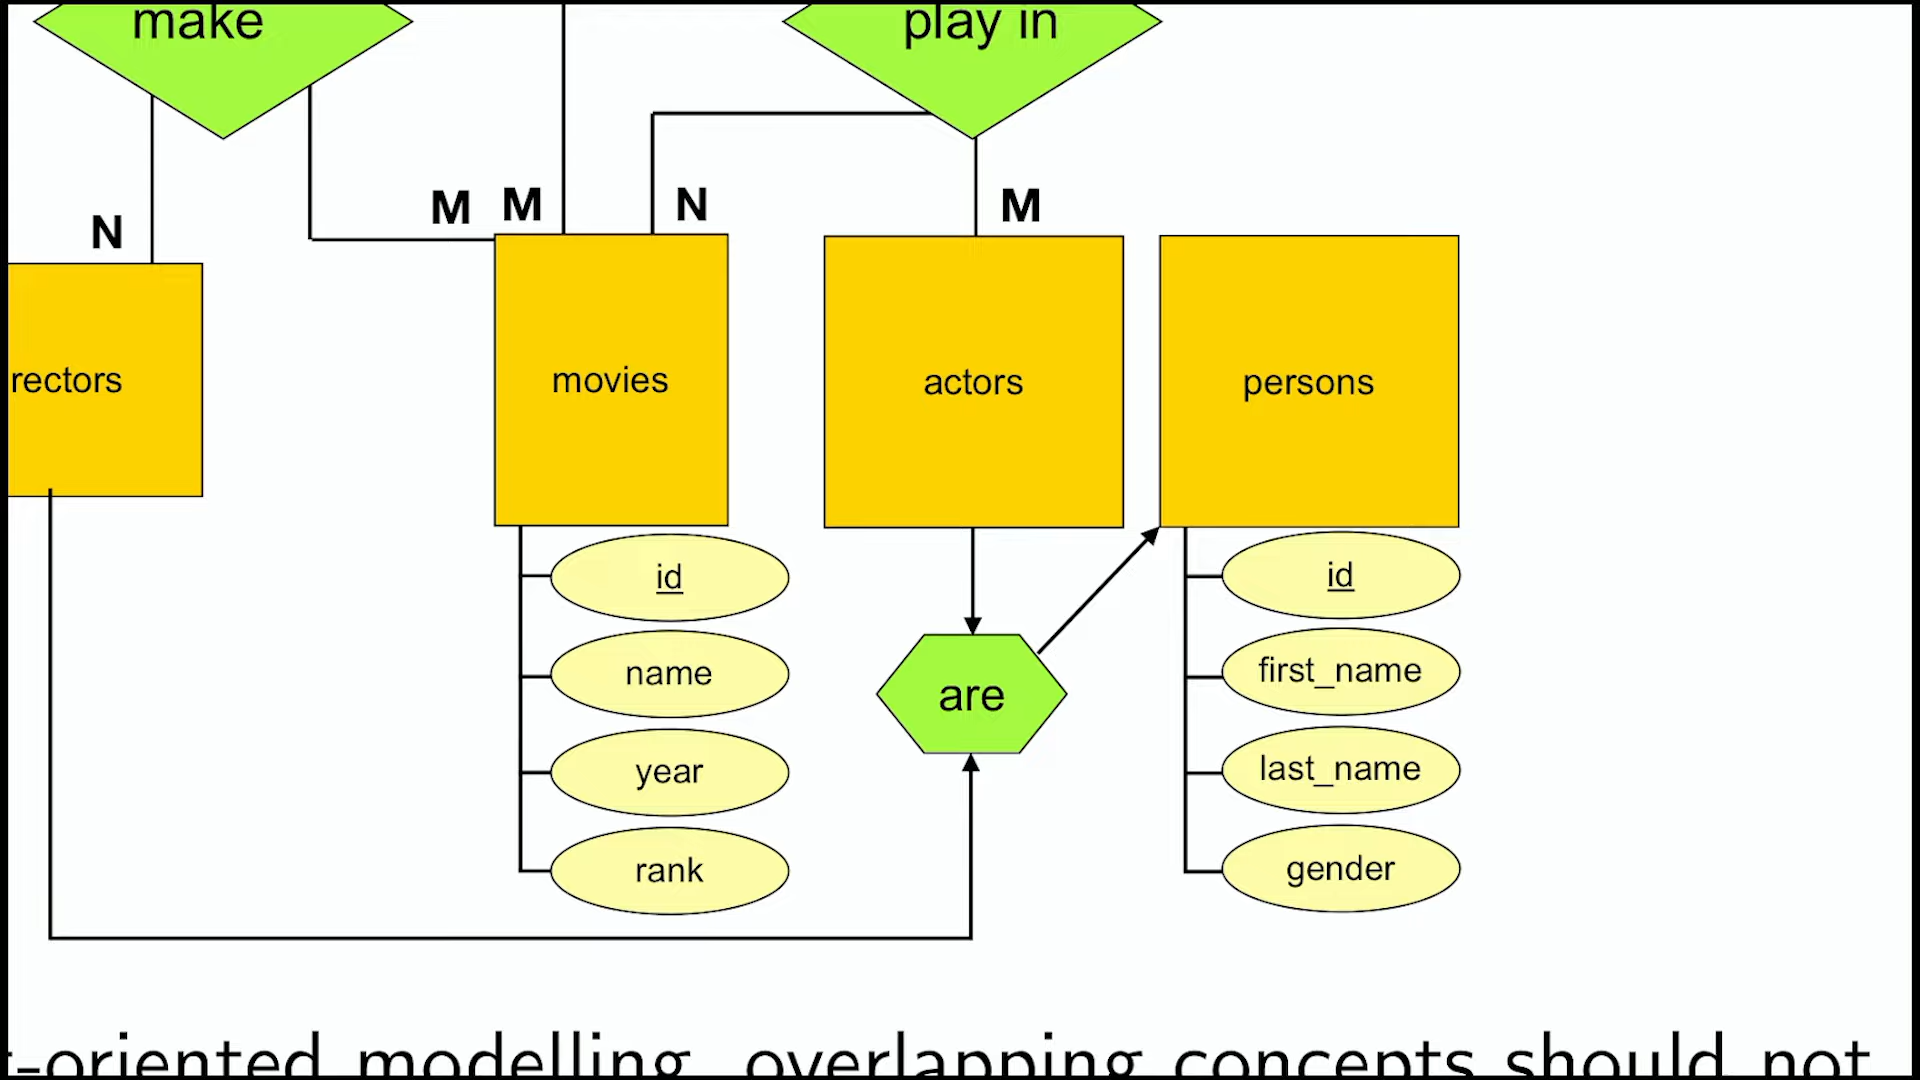 make
play in
N
M
M
N
M
rectors
movies
actors
persons
id
name
year
rank
are
id
first_name
last_name
gender
-oriented modelling, overlapping concepts should not